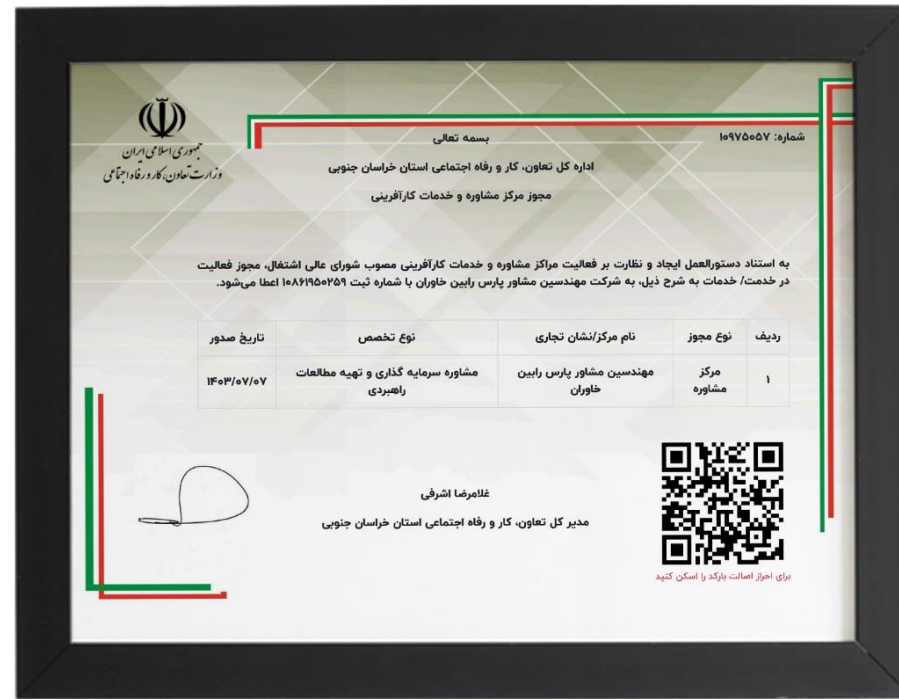 جمهوری اسلامی ایران
وزارت تعاون، کار و رفاه اجتماعی
شماره: ۱۰۹۷۵۰۵۷
بسمه تعالی
اداره کل تعاون، کار و رفاه اجتماعی استان خراسان جنوبی
مجوز مرکز مشاوره و خدمات کارآفرینی
به استناد دستورالعمل ایجاد و نظارت بر فعالیت مراکز مشاوره و خدمات کارآفرینی مصوب شورای عالی اشتغال، مجوز فعالیت
در خدمت/ خدمات به شرح ذیل، به شرکت مهندسین مشاور پارس رابین خاوران با شماره ثبت ۱۰۸۶۱۹۵۰۲۵۹ اعطا می‌شود.
ردیف نوع مجوز نام مرکز/نشان تجاری نوع تخصص تاریخ صدور
۱ مرکز مشاوره مهندسین مشاور پارس رابین خاوران مشاوره سرمایه گذاری و تهیه مطالعات راهبردی ۱۴۰۳/۰۷/۰۷
غلامرضا اشرفی
مدیر کل تعاون، کار و رفاه اجتماعی استان خراسان جنوبی
برای احراز اصالت بارکد را اسکن کنید